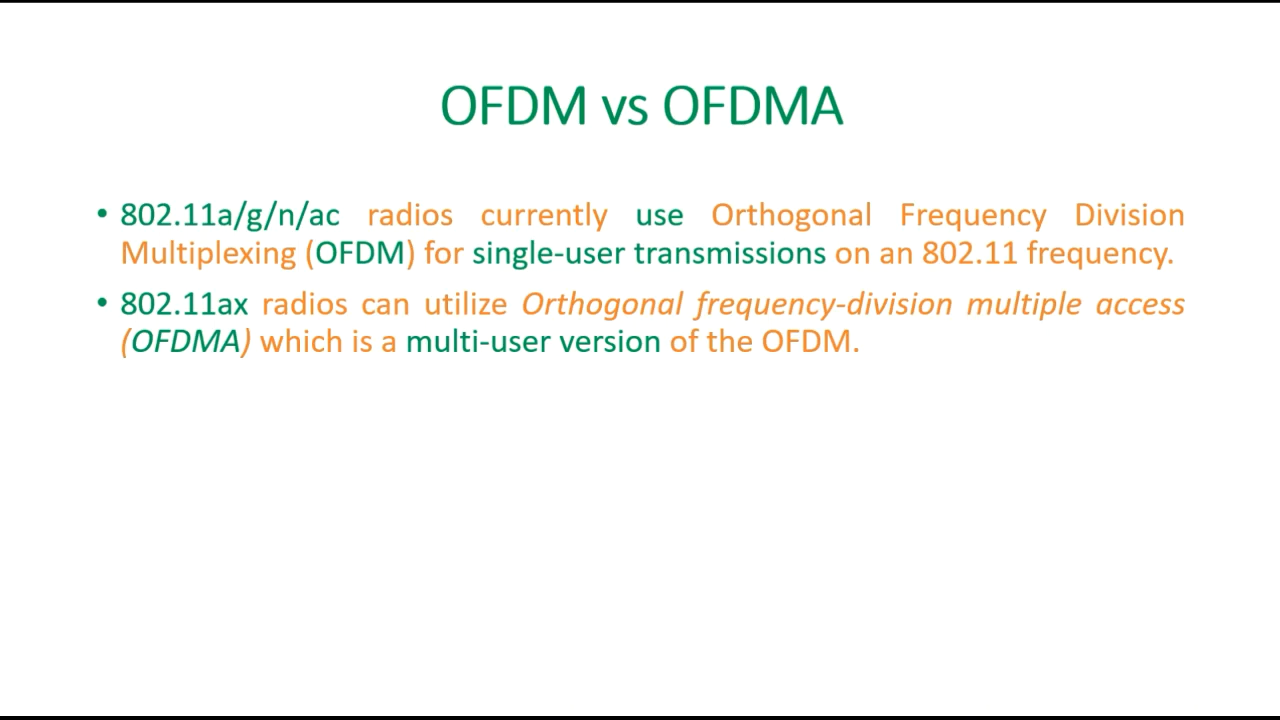 OFDM vs OFDMA
• 802.11a/g/n/ac radios currently use Orthogonal Frequency Division
Multiplexing (OFDM) for single-user transmissions on an 802.11 frequency.
• 802.11ax radios can utilize Orthogonal frequency-division multiple access
(OFDMA) which is a multi-user version of the OFDM.